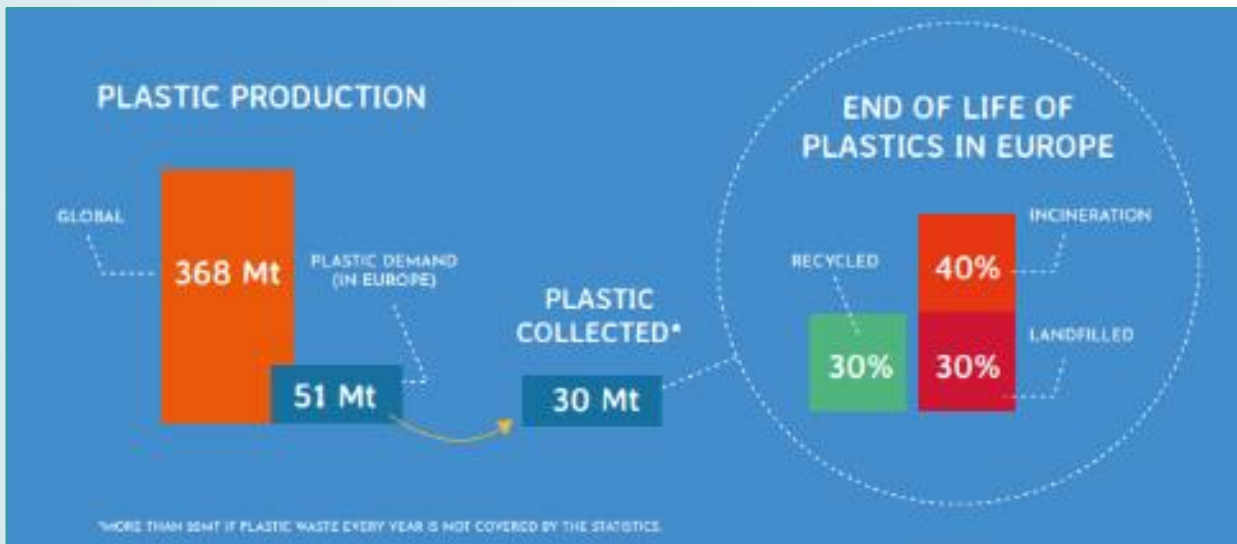 PLASTIC PRODUCTION
GLOBAL
368 Mt
PLASTIC DEMAND
(IN EUROPE)
51 Mt
PLASTIC
COLLECTED*
30 Mt
END OF LIFE OF
PLASTICS IN EUROPE
RECYCLED
30%
INCINERATION
40%
30%
LANDFILLED
*MORE THAN IF PLASTIC WASTE EVERY YEAR IS NOT COVERED BY THE STATISTICS.